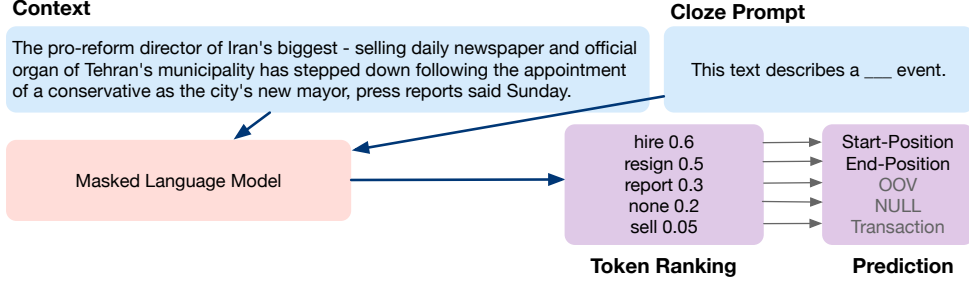 Context
Cloze Prompt
The pro-reform director of Iran's biggest - selling daily newspaper and official
organ of Tehran's municipality has stepped down following the appointment
of a conservative as the city's new mayor, press reports said Sunday.
This text describes a ___ event.
Masked Language Model
hire 0.6
resign 0.5
report 0.3
none 0.2
sell 0.05
Start-Position
End-Position
OOV
NULL
Transaction
Token Ranking
Prediction